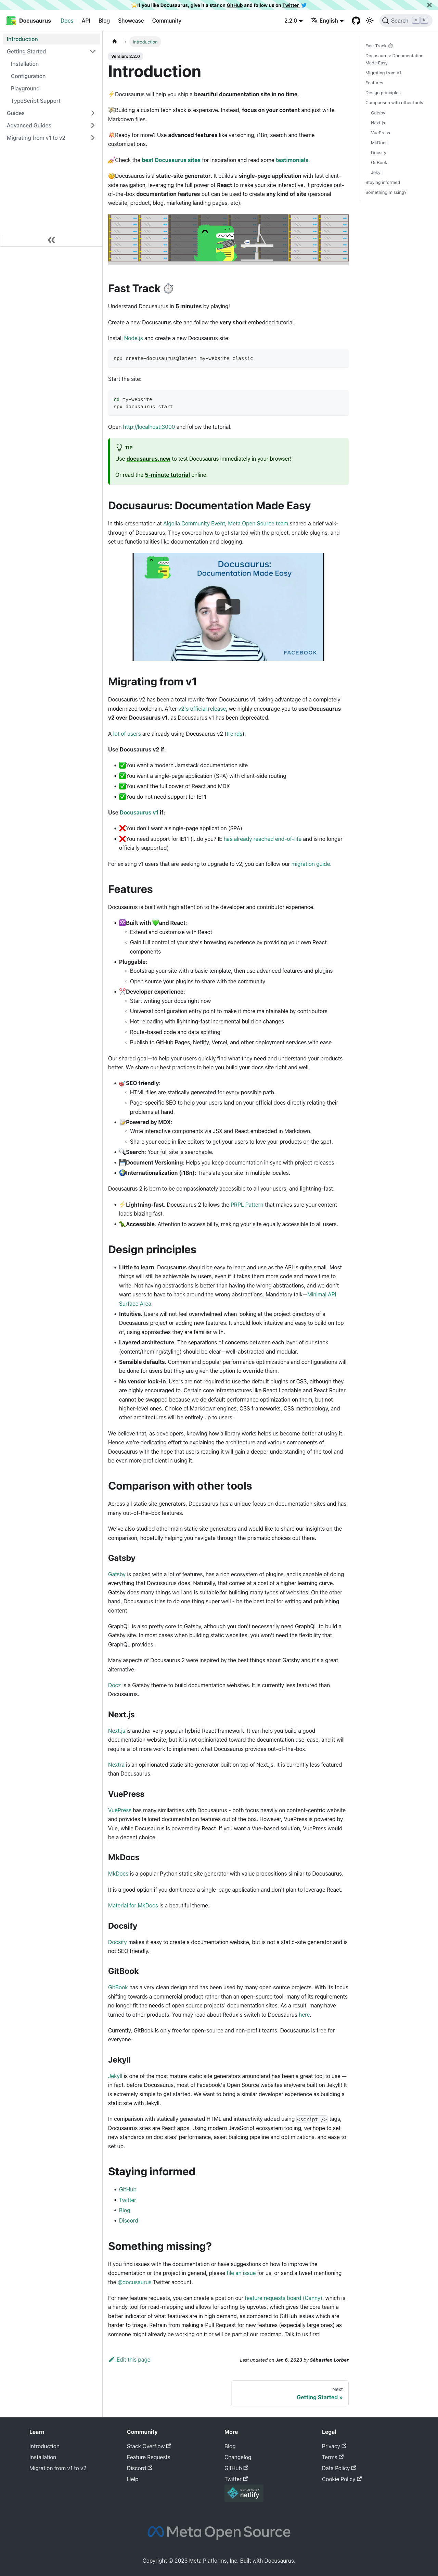 ⭐️ If you like Docusaurus, give it a star on GitHub and follow us on Twitter 🐦
Docusaurus Docs API Blog Showcase Community 2.2.0 English Search
Introduction
Getting Started
Installation
Configuration
Playground
TypeScript Support
Guides
Advanced Guides
Migrating from v1 to v2
Introduction
Version: 2.2.0
Introduction
⚡️Docusaurus will help you ship a beautiful documentation site in no time.
💸Building a custom tech stack is expensive. Instead, focus on your content and just write
Markdown files.
💥Ready for more? Use advanced features like versioning, i18n, search and theme
customizations.
💅Check the best Docusaurus sites for inspiration and read some testimonials.
🧐Docusaurus is a static-site generator. It builds a single-page application with fast client-
side navigation, leveraging the full power of React to make your site interactive. It provides out-
of-the-box documentation features but can be used to create any kind of site (personal
website, product, blog, marketing landing pages, etc).
Fast Track ⏱️
Understand Docusaurus in 5 minutes by playing!
Create a new Docusaurus site and follow the very short embedded tutorial.
Install Node.js and create a new Docusaurus site:
npx create-docusaurus@latest my-website classic
Start the site:
cd my-website
npx docusaurus start
Open http://localhost:3000 and follow the tutorial.
TIP
Use docusaurus.new to test Docusaurus immediately in your browser!
Or read the 5-minute tutorial online.
Docusaurus: Documentation Made Easy
In this presentation at Algolia Community Event, Meta Open Source team shared a brief walk-
through of Docusaurus. They covered how to get started with the project, enable plugins, and
set up functionalities like documentation and blogging.
Docusaurus:
Documentation Made Easy
FACEBOOK
Migrating from v1
Docusaurus v2 has been a total rewrite from Docusaurus v1, taking advantage of a completely
modernized toolchain. After v2's official release, we highly encourage you to use Docusaurus
v2 over Docusaurus v1, as Docusaurus v1 has been deprecated.
A lot of users are already using Docusaurus v2 (trends).
Use Docusaurus v2 if:
• ✅You want a modern Jamstack documentation site
• ✅You want a single-page application (SPA) with client-side routing
• ✅You want the full power of React and MDX
• ✅You do not need support for IE11
Use Docusaurus v1 if:
• ❌You don't want a single-page application (SPA)
• ❌You need support for IE11 (...do you? IE has already reached end-of-life and is no longer
officially supported)
For existing v1 users that are seeking to upgrade to v2, you can follow our migration guide.
Features
Docusaurus is built with high attention to the developer and contributor experience.
• ⚛️Built with 💚and React:
◦ Extend and customize with React
◦ Gain full control of your site's browsing experience by providing your own React
components
• Pluggable:
◦ Bootstrap your site with a basic template, then use advanced features and plugins
◦ Open source your plugins to share with the community
• ✂️Developer experience:
◦ Start writing your docs right now
◦ Universal configuration entry point to make it more maintainable by contributors
◦ Hot reloading with lightning-fast incremental build on changes
◦ Route-based code and data splitting
◦ Publish to GitHub Pages, Netlify, Vercel, and other deployment services with ease
Our shared goal—to help your users quickly find what they need and understand your products
better. We share our best practices to help you build your docs site right and well.
• 🎯SEO friendly:
◦ HTML files are statically generated for every possible path.
◦ Page-specific SEO to help your users land on your official docs directly relating their
problems at hand.
• 📝Powered by MDX:
◦ Write interactive components via JSX and React embedded in Markdown.
◦ Share your code in live editors to get your users to love your products on the spot.
• 🔍Search: Your full site is searchable.
• 💾Document Versioning: Helps you keep documentation in sync with project releases.
• 🌍Internationalization (i18n): Translate your site in multiple locales.
Docusaurus 2 is born to be compassionately accessible to all your users, and lightning-fast.
• ⚡️Lightning-fast. Docusaurus 2 follows the PRPL Pattern that makes sure your content
loads blazing fast.
• 🦖Accessible. Attention to accessibility, making your site equally accessible to all users.
Design principles
• Little to learn. Docusaurus should be easy to learn and use as the API is quite small. Most
things will still be achievable by users, even if it takes them more code and more time to
write. Not having abstractions is better than having the wrong abstractions, and we don't
want users to have to hack around the wrong abstractions. Mandatory talk—Minimal API
Surface Area.
• Intuitive. Users will not feel overwhelmed when looking at the project directory of a
Docusaurus project or adding new features. It should look intuitive and easy to build on top
of, using approaches they are familiar with.
• Layered architecture. The separations of concerns between each layer of our stack
(content/theming/styling) should be clear—well-abstracted and modular.
• Sensible defaults. Common and popular performance optimizations and configurations will
be done for users but they are given the option to override them.
• No vendor lock-in. Users are not required to use the default plugins or CSS, although they
are highly encouraged to. Certain core infrastructures like React Loadable and React Router
cannot be swapped because we do default performance optimization on them, but not
higher-level ones. Choice of Markdown engines, CSS frameworks, CSS methodology, and
other architectures will be entirely up to users.
We believe that, as developers, knowing how a library works helps us become better at using it.
Hence we're dedicating effort to explaining the architecture and various components of
Docusaurus with the hope that users reading it will gain a deeper understanding of the tool and
be even more proficient in using it.
Comparison with other tools
Across all static site generators, Docusaurus has a unique focus on documentation sites and has
many out-of-the-box features.
We've also studied other main static site generators and would like to share our insights on the
comparison, hopefully helping you navigate through the prismatic choices out there.
Gatsby
Gatsby is packed with a lot of features, has a rich ecosystem of plugins, and is capable of doing
everything that Docusaurus does. Naturally, that comes at a cost of a higher learning curve.
Gatsby does many things well and is suitable for building many types of websites. On the other
hand, Docusaurus tries to do one thing super well - be the best tool for writing and publishing
content.
GraphQL is also pretty core to Gatsby, although you don't necessarily need GraphQL to build a
Gatsby site. In most cases when building static websites, you won't need the flexibility that
GraphQL provides.
Many aspects of Docusaurus 2 were inspired by the best things about Gatsby and it's a great
alternative.
Docz is a Gatsby theme to build documentation websites. It is currently less featured than
Docusaurus.
Next.js
Next.js is another very popular hybrid React framework. It can help you build a good
documentation website, but it is not opinionated toward the documentation use-case, and it will
require a lot more work to implement what Docusaurus provides out-of-the-box.
Nextra is an opinionated static site generator built on top of Next.js. It is currently less featured
than Docusaurus.
VuePress
VuePress has many similarities with Docusaurus - both focus heavily on content-centric website
and provides tailored documentation features out of the box. However, VuePress is powered by
Vue, while Docusaurus is powered by React. If you want a Vue-based solution, VuePress would
be a decent choice.
MkDocs
MkDocs is a popular Python static site generator with value propositions similar to Docusaurus.
It is a good option if you don't need a single-page application and don't plan to leverage React.
Material for MkDocs is a beautiful theme.
Docsify
Docsify makes it easy to create a documentation website, but is not a static-site generator and is
not SEO friendly.
GitBook
GitBook has a very clean design and has been used by many open source projects. With its focus
shifting towards a commercial product rather than an open-source tool, many of its requirements
no longer fit the needs of open source projects' documentation sites. As a result, many have
turned to other products. You may read about Redux's switch to Docusaurus here.
Currently, GitBook is only free for open-source and non-profit teams. Docusaurus is free for
everyone.
Jekyll
Jekyll is one of the most mature static site generators around and has been a great tool to use —
in fact, before Docusaurus, most of Facebook's Open Source websites are/were built on Jekyll! It
is extremely simple to get started. We want to bring a similar developer experience as building a
static site with Jekyll.
In comparison with statically generated HTML and interactivity added using <script /> tags,
Docusaurus sites are React apps. Using modern JavaScript ecosystem tooling, we hope to set
new standards on doc sites' performance, asset building pipeline and optimizations, and ease to
set up.
Staying informed
• GitHub
• Twitter
• Blog
• Discord
Something missing?
If you find issues with the documentation or have suggestions on how to improve the
documentation or the project in general, please file an issue for us, or send a tweet mentioning
the @docusaurus Twitter account.
For new feature requests, you can create a post on our feature requests board (Canny), which is
a handy tool for road-mapping and allows for sorting by upvotes, which gives the core team a
better indicator of what features are in high demand, as compared to GitHub issues which are
harder to triage. Refrain from making a Pull Request for new features (especially large ones) as
someone might already be working on it or it will be part of our roadmap. Talk to us first!
Edit this page
Last updated on Jan 6, 2023 by Sébastien Lorber
Next
Getting Started »
Fast Track ⏱️
Docusaurus: Documentation
Made Easy
Migrating from v1
Features
Design principles
Comparison with other tools
Gatsby
Next.js
VuePress
MkDocs
Docsify
GitBook
Jekyll
Staying informed
Something missing?
Learn
Introduction
Installation
Migration from v1 to v2
Community
Stack Overflow
Feature Requests
Discord
Help
More
Blog
Changelog
GitHub
Twitter
DEPLOYS BY
netlify
Legal
Privacy
Terms
Data Policy
Cookie Policy
Meta Open Source
Copyright © 2023 Meta Platforms, Inc. Built with Docusaurus.